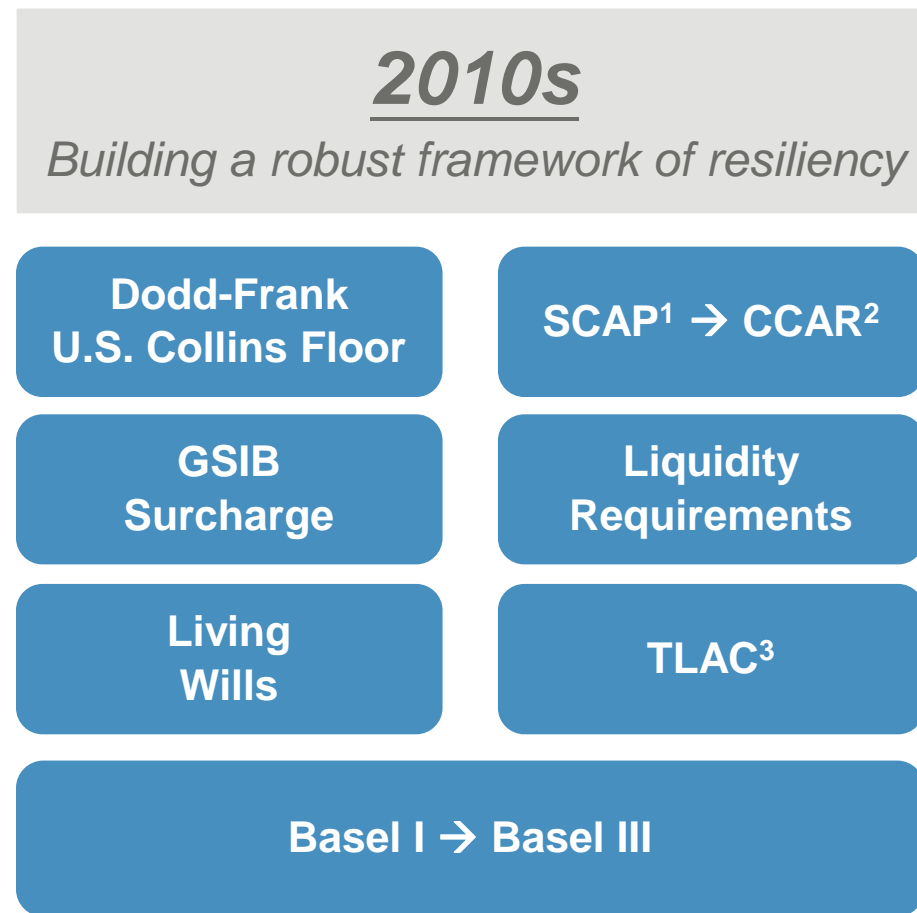 2010s
Building a robust framework of resiliency
Dodd-Frank
U.S. Collins Floor
SCAP¹ → CCAR²
GSIB
Surcharge
Liquidity
Requirements
Living
Wills
TLAC³
Basel I → Basel III